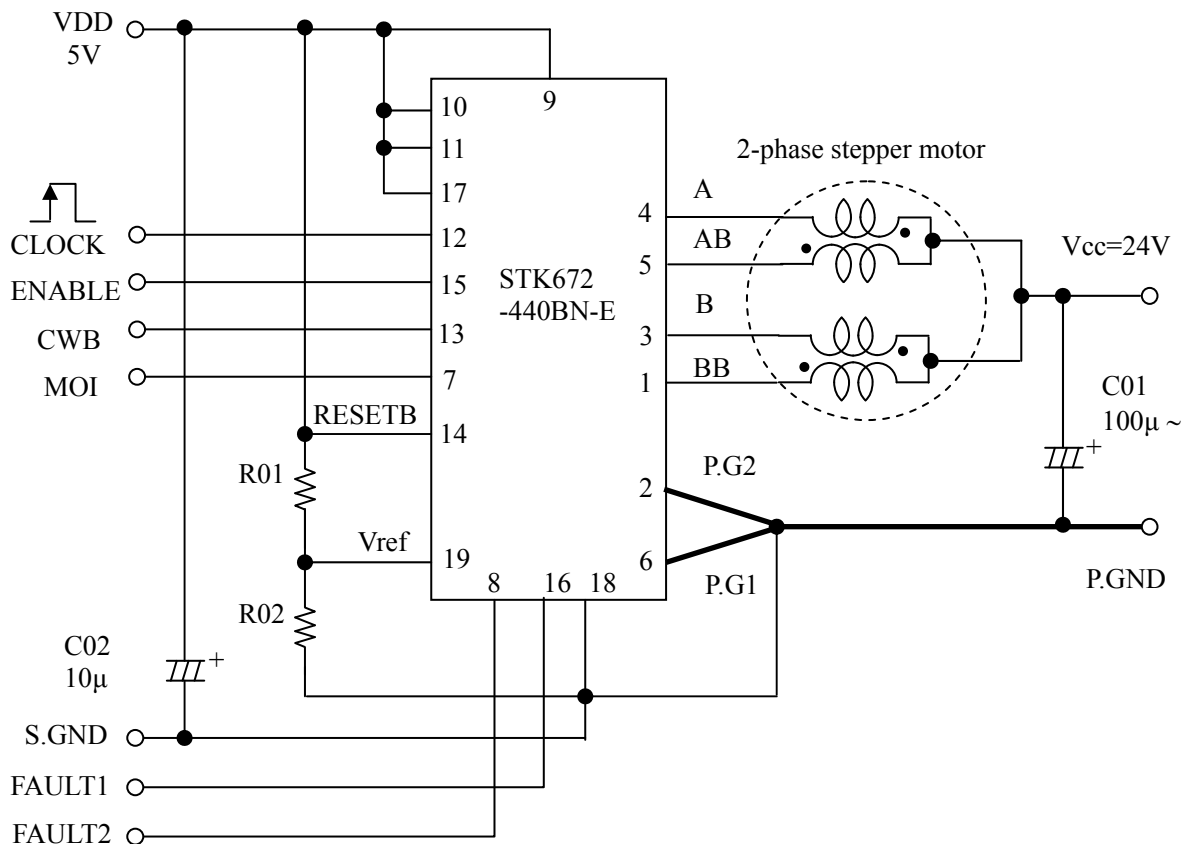 VDD
5V
9
10
11
17
2-phase stepper motor
A
4
CLOCK
12
AB
5
Vcc=24V
STK672
-440BN-E
ENABLE
15
B
CWB
13
3
MOI
7
BB
1
C01
100µ ~
+
RESETB
14
R01
P.G2
2
Vref
19
6
P.G1
P.GND
8
16
18
R02
C02
10µ
+
S.GND
FAULT1
FAULT2